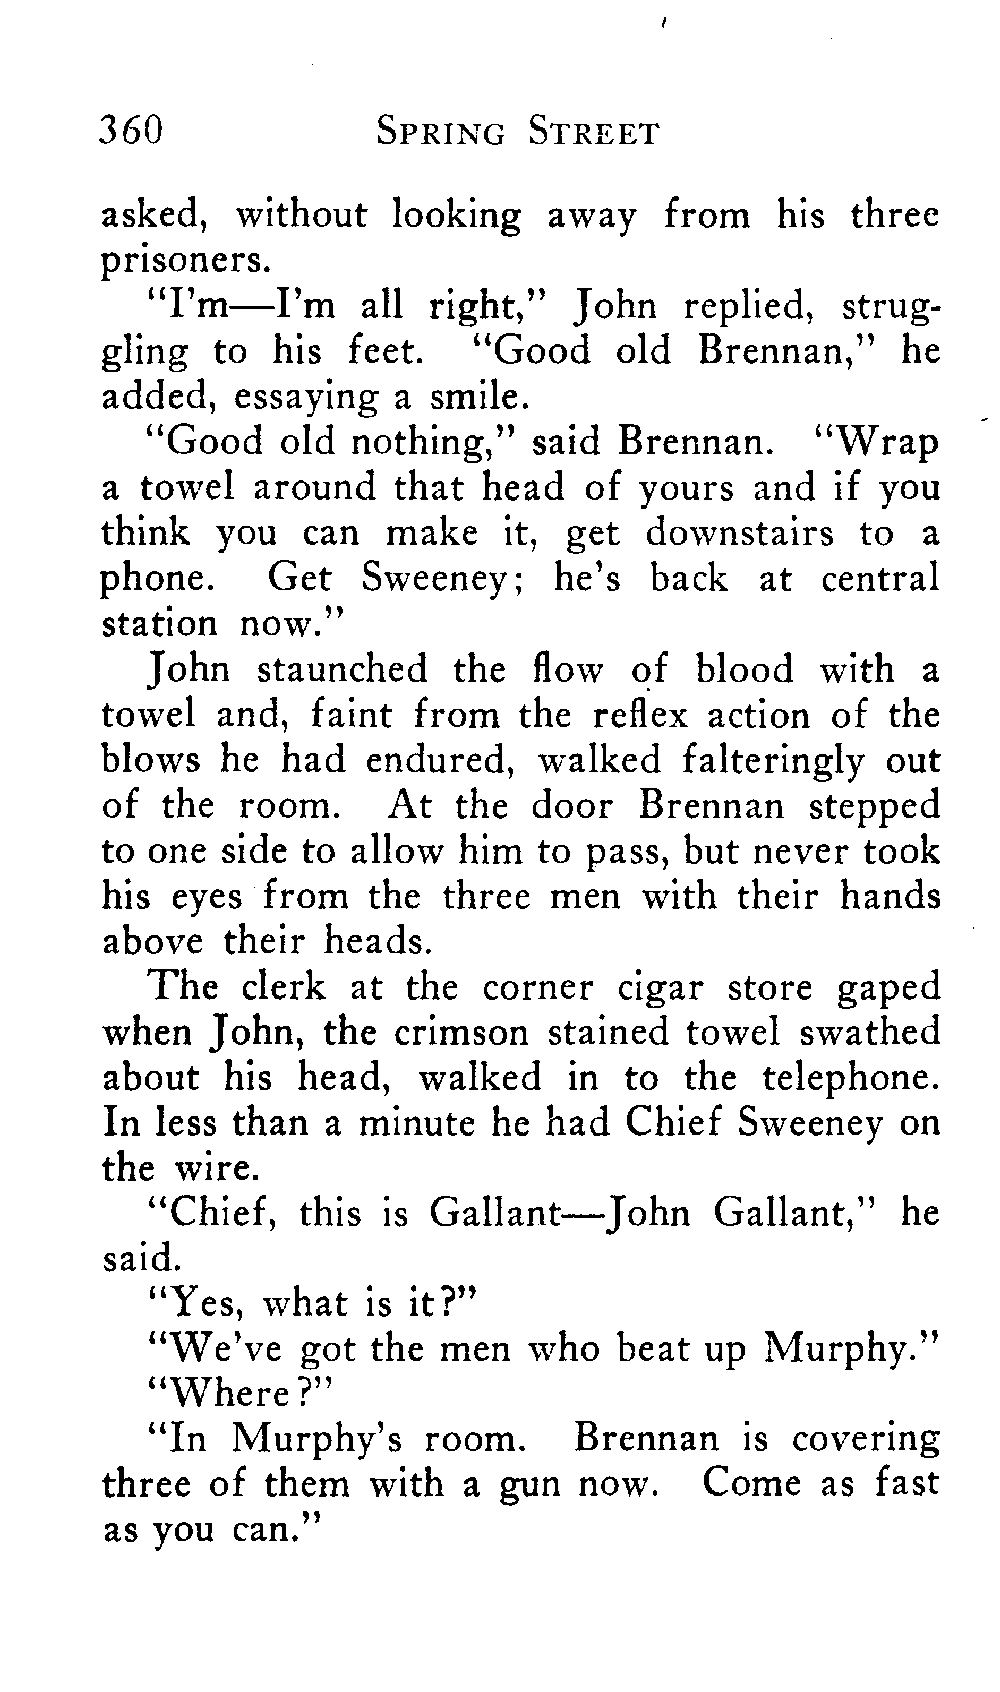 360 SPRING STREET
asked, without looking away from his three
prisoners.
"I'm—I'm all right," John replied, strug-
gling to his feet. "Good old Brennan," he
added, essaying a smile.
"Good old nothing," said Brennan. "Wrap
a towel around that head of yours and if you
think you can make it, get downstairs to a
phone. Get Sweeney; he's back at central
station now."
John staunched the flow of blood with a
towel and, faint from the reflex action of the
blows he had endured, walked falteringly out
of the room. At the door Brennan stepped
to one side to allow him to pass, but never took
his eyes from the three men with their hands
above their heads.
The clerk at the corner cigar store gaped
when John, the crimson stained towel swathed
about his head, walked in to the telephone.
In less than a minute he had Chief Sweeney on
the wire.
"Chief, this is Gallant—John Gallant," he
said.
"Yes, what is it?"
"We've got the men who beat up Murphy."
"Where?"
"In Murphy's room. Brennan is covering
three of them with a gun now. Come as fast
as you can."